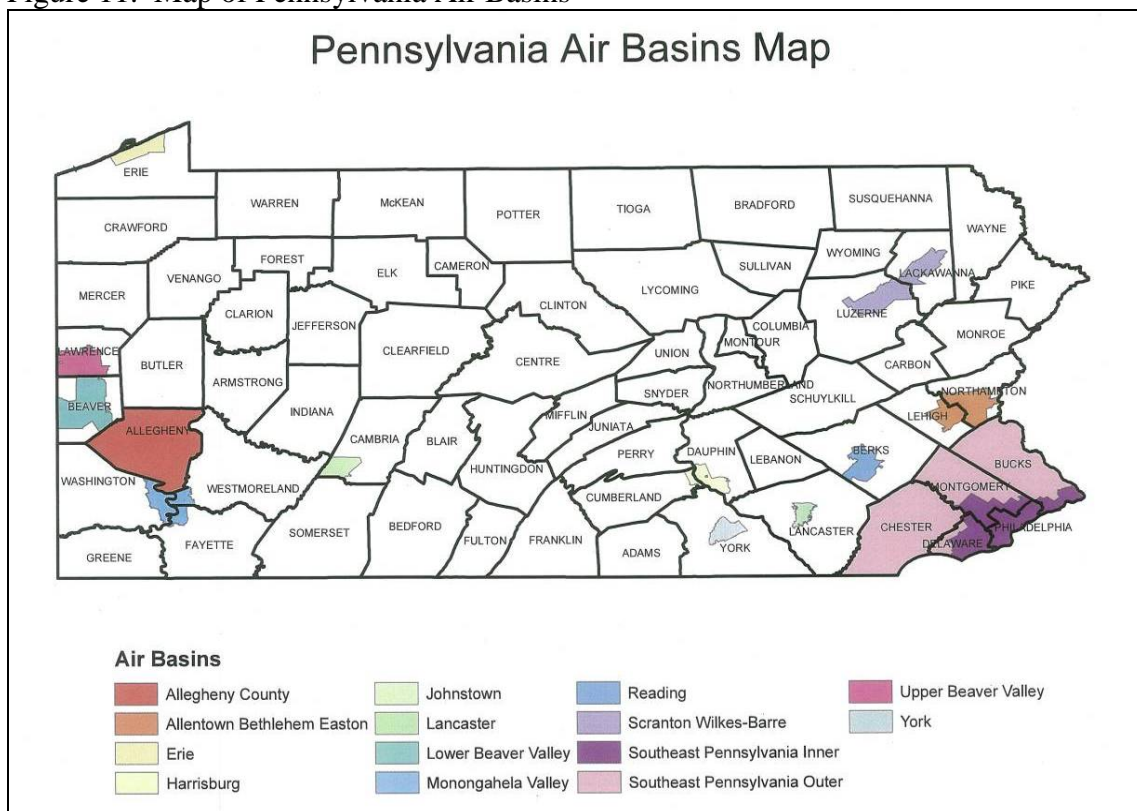 Figure 11. Map of Pennsylvania Air Basins
Pennsylvania Air Basins Map
ERIE
WARREN
McKEAN
POTTER
TIOGA
BRADFORD
SUSQUEHANNA
WAYNE
CRAWFORD
FOREST
ELK
CAMERON
SULLIVAN
WYOMING
LACKAWANNA
PIKE
VENANGO
MERCER
CLARION
JEFFERSON
CLINTON
LYCOMING
COLUMBIA
LUZERNE
MONROE
LAWRENCE
BUTLER
CLEARFIELD
CENTRE
UNION
MONTOUR
CARBON
ARMSTRONG
SNYDER
NORTHUMBERLAND
SCHUYLKILL
NORTHAMPTON
BEAVER
INDIANA
MIFFLIN
JUNIATA
LEHIGH
ALLEGHENY
CAMBRIA
BLAIR
HUNTINGDON
PERRY
DAUPHIN
LEBANON
BERKS
BUCKS
WASHINGTON
WESTMORELAND
CUMBERLAND
MONTGOMERY
SOMERSET
BEDFORD
FULTON
FRANKLIN
ADAMS
YORK
LANCASTER
CHESTER
DELAWARE
PHILADELPHIA
GREENE
FAYETTE
Air Basins
Allegheny County
Allentown Bethlehem Easton
Erie
Harrisburg
Johnstown
Lancaster
Lower Beaver Valley
Monongahela Valley
Reading
Scranton Wilkes-Barre
Southeast Pennsylvania Inner
Southeast Pennsylvania Outer
Upper Beaver Valley
York